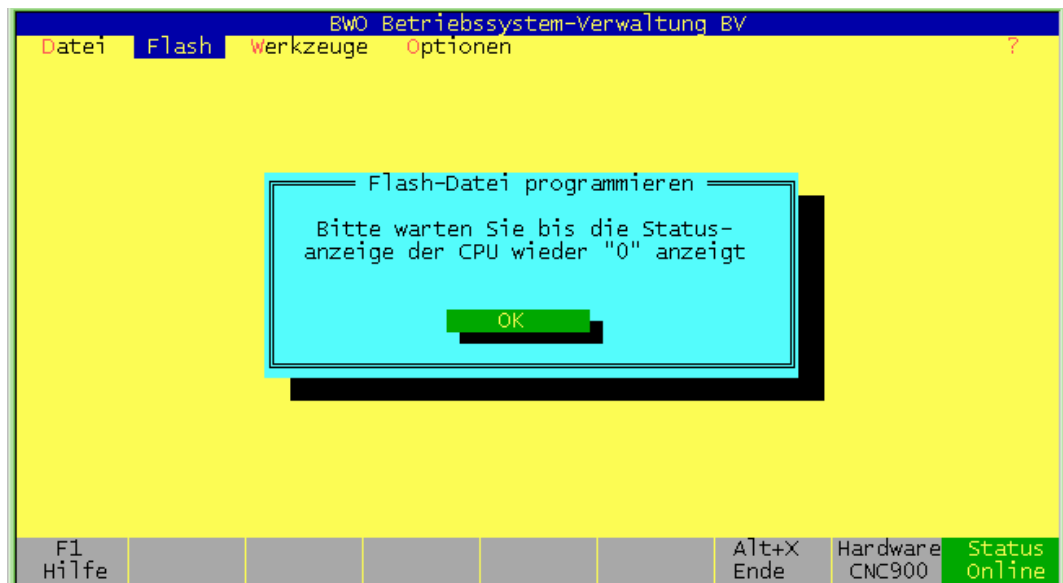 BWO Betriebssystem-Verwaltung BV
Datei Flash Werkzeuge Optionen ?
Flash-Datei programmieren
Bitte warten Sie bis die Status-
anzeige der CPU wieder "0" anzeigt
OK
F1 Alt+X Hardware Status
Hilfe Ende CNC900 Online